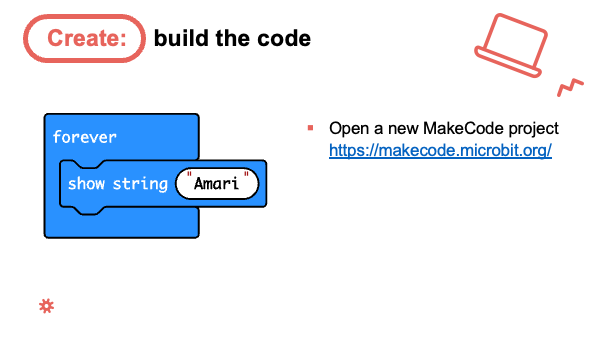 Create: build the code
forever
show string "Amari"
▪ Open a new MakeCode project
https://makecode.microbit.org/